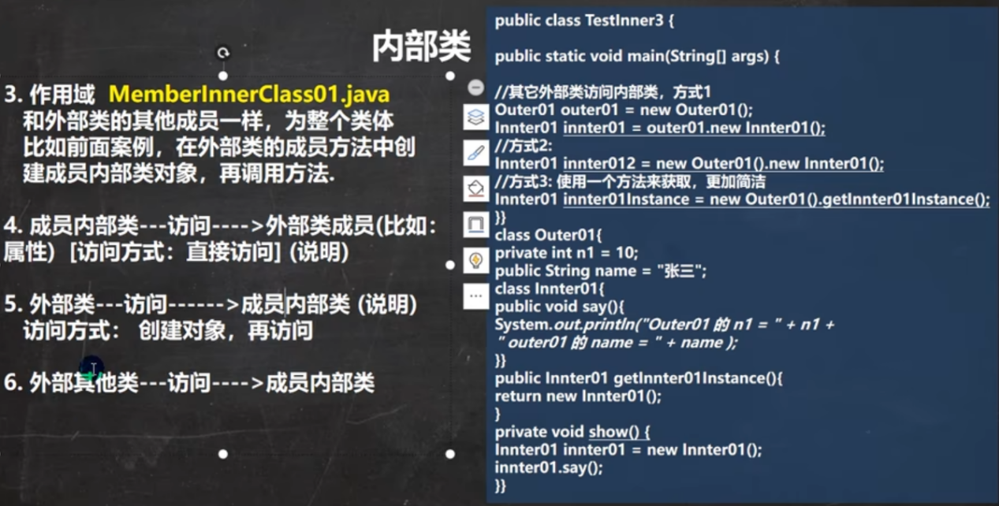 内部类
3. 作用域 MemberInnerClass01.java
和外部类的其他成员一样，为整个类体
比如前面案例，在外部类的成员方法中创
建成员内部类对象，再调用方法.
4. 成员内部类---访问---->外部类成员(比如：
属性）[访问方式：直接访问] (说明）
5. 外部类---访问------>成员内部类 (说明）
访问方式： 创建对象，再访问
6. 外部其他类---访问---->成员内部类
public class TestInner3 {
public static void main(String[] args) {
//其它外部类访问内部类，方式1
Outer01 outer01 = new Outer01();
Innter01 innter01 = outer01.new Innter01();
//方式2:
Innter01 innter012 = new Outer01().new Innter01();
//方式3: 使用一个方法来获取，更加简洁
Innter01 innter01Instance = new Outer01().getInnter01Instance();
}}
class Outer01{
private int n1 = 10;
public String name = "张三";
class Innter01{
public void say(){
System.out.println("Outer01 的 n1 = " + n1 +
" outer01 的 name = " + name );
}}
public Innter01 getInnter01Instance(){
return new Innter01();
}
private void show() {
Innter01 innter01 = new Innter01();
innter01.say();
}}